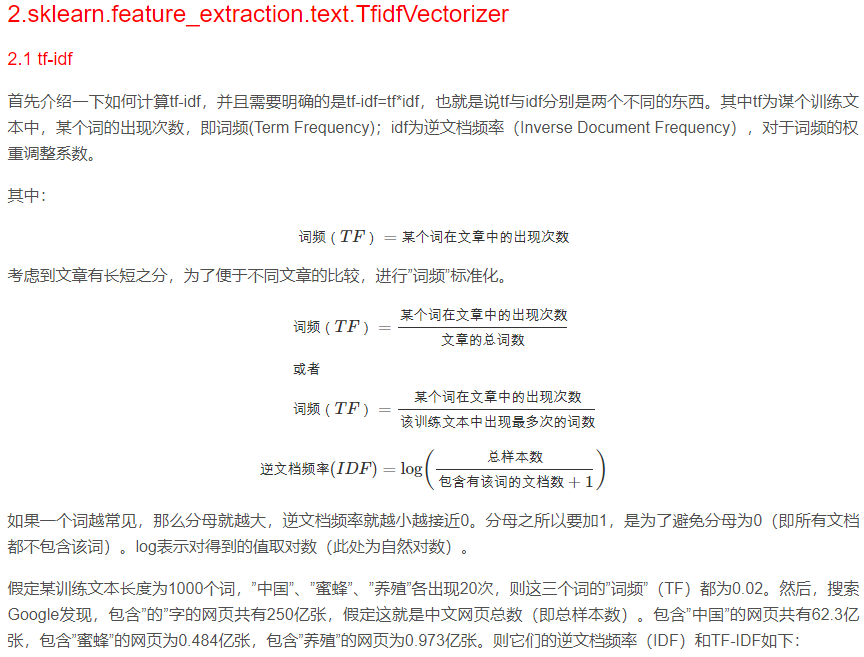 2.sklearn.feature_extraction.text.TfidfVectorizer
2.1 tf-idf
首先介绍一下如何计算tf-idf，并且需要明确的是tf-idf=tf*idf，也就是说tf与idf分别是两个不同的东西。其中tf为谋个训练文
本中，某个词的出现次数，即词频(Term Frequency)；idf为逆文档频率（Inverse Document Frequency），对于词频的权
重调整系数。
其中：
词频（TF）= 某个词在文章中的出现次数
考虑到文章有长短之分，为了便于不同文章的比较，进行”词频”标准化。
词频（TF）= 某个词在文章中的出现次数
文章的总词数
或者
词频（TF）= 某个词在文章中的出现次数
该训练文本中出现最多次的词数
逆文档频率(IDF) = log(总样本数
包含有该词的文档数 + 1)
如果一个词越常见，那么分母就越大，逆文档频率就越小越接近0。分母之所以要加1，是为了避免分母为0（即所有文档
都不包含该词）。log表示对得到的值取对数（此处为自然对数）。
假定某训练文本长度为1000个词，”中国”、”蜜蜂”、”养殖”各出现20次，则这三个词的”词频”（TF）都为0.02。然后，搜索
Google发现，包含”的”字的网页共有250亿张，假定这就是中文网页总数（即总样本数）。包含”中国”的网页共有62.3亿
张，包含”蜜蜂”的网页为0.484亿张，包含”养殖”的网页为0.973亿张。则它们的逆文档频率（IDF）和TF-IDF如下：